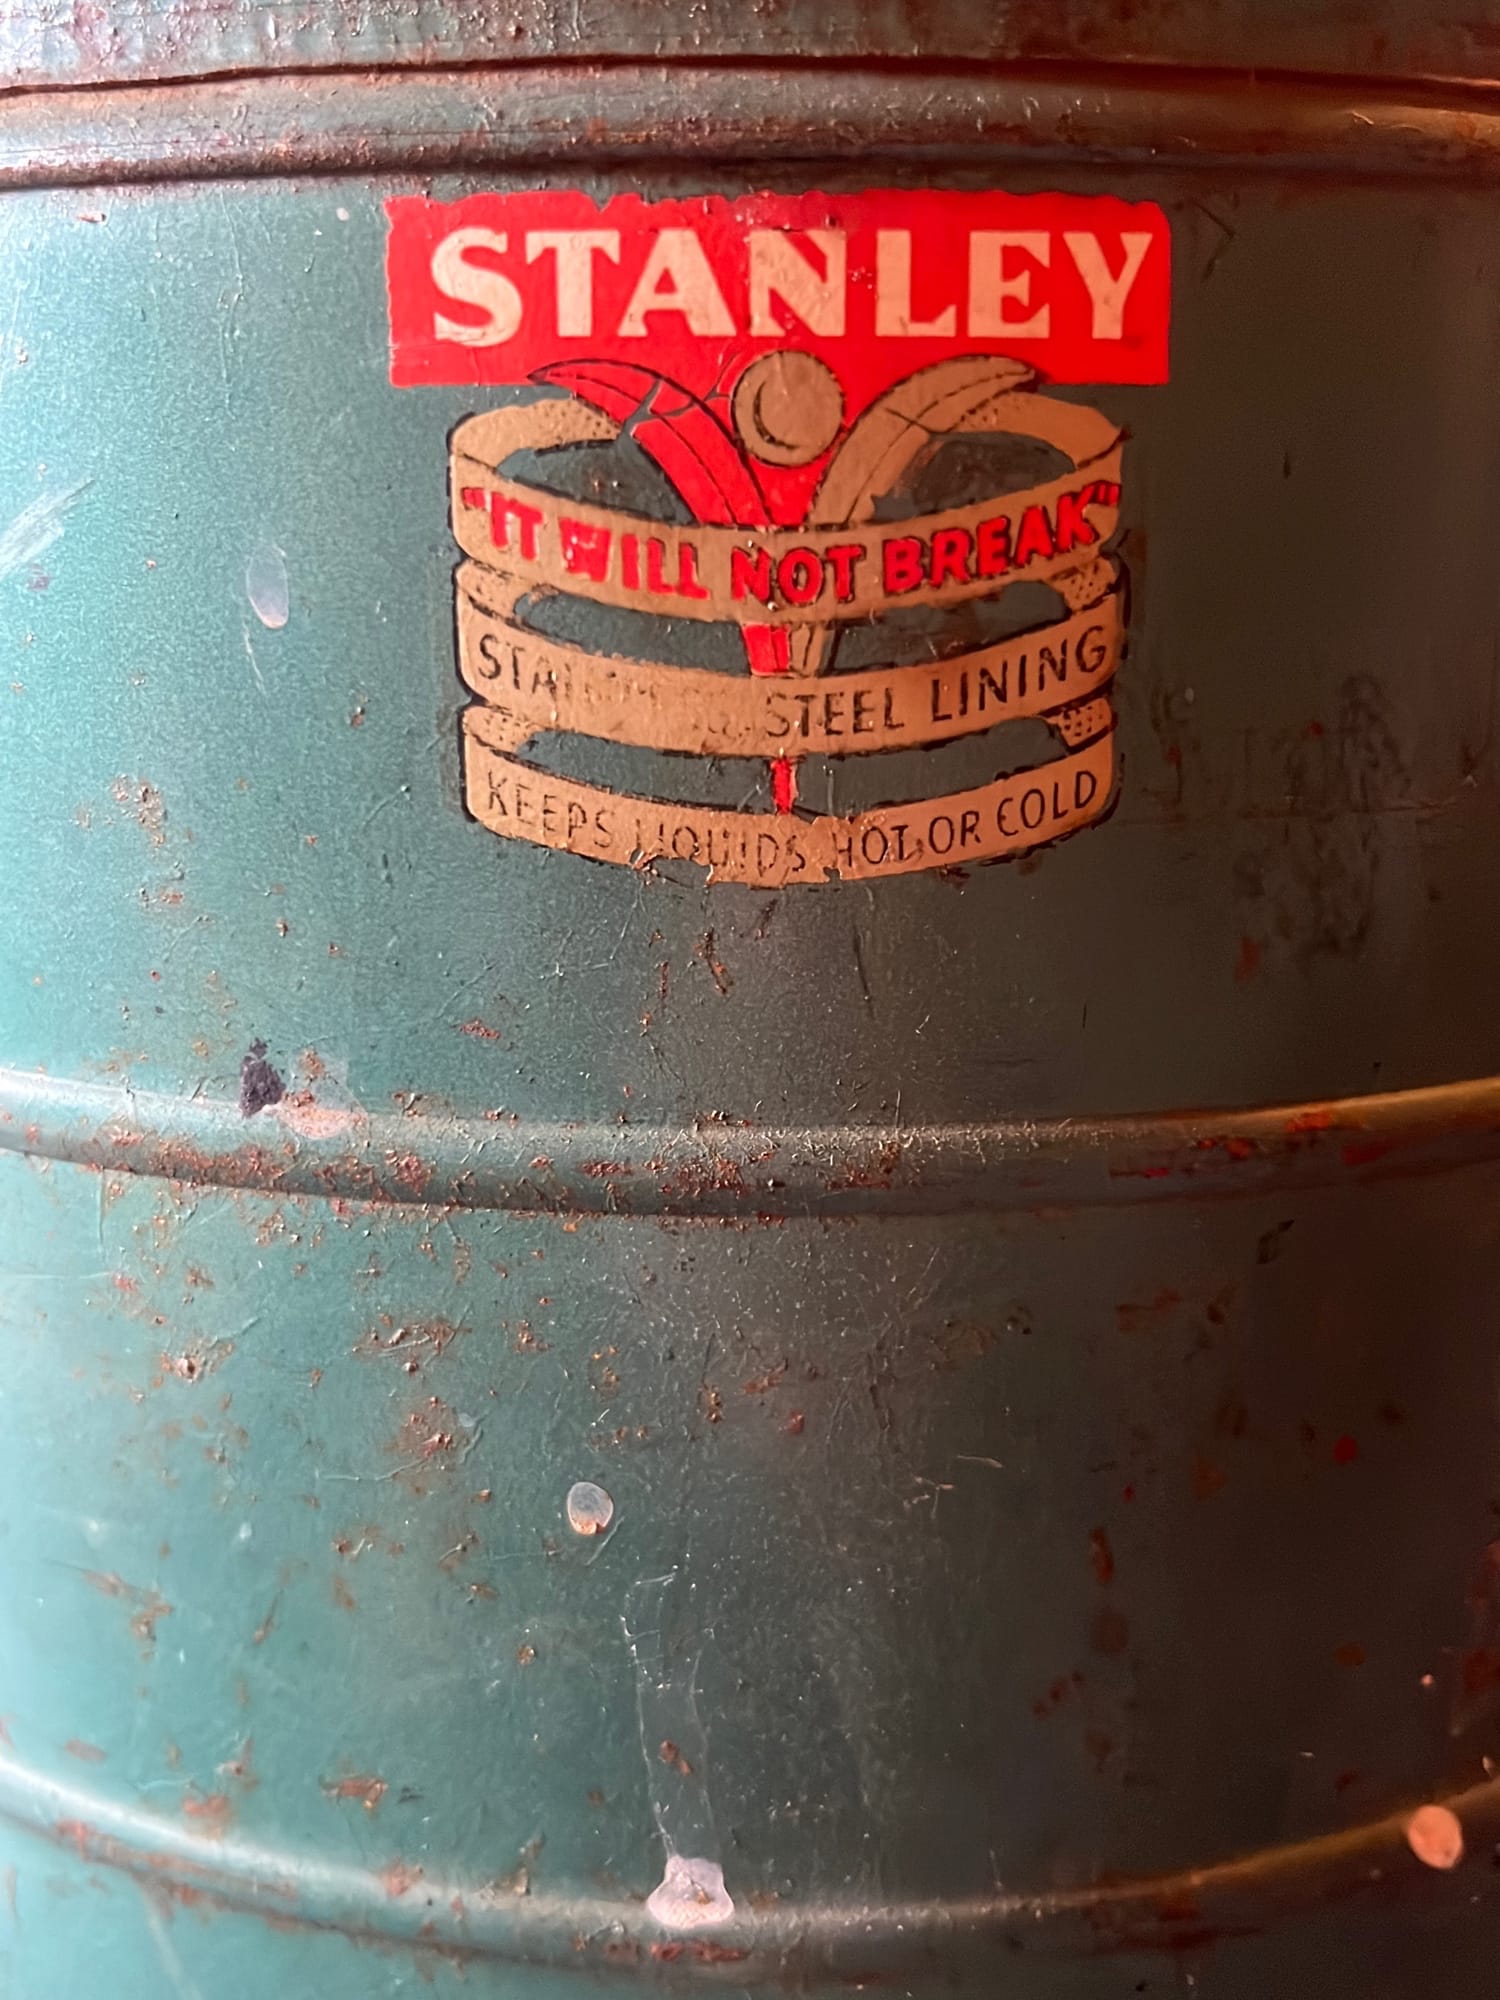 STANLEY
"IT WILL NOT BREAK"
STEEL LINING
KEEPS LIQUIDS HOT OR COLD